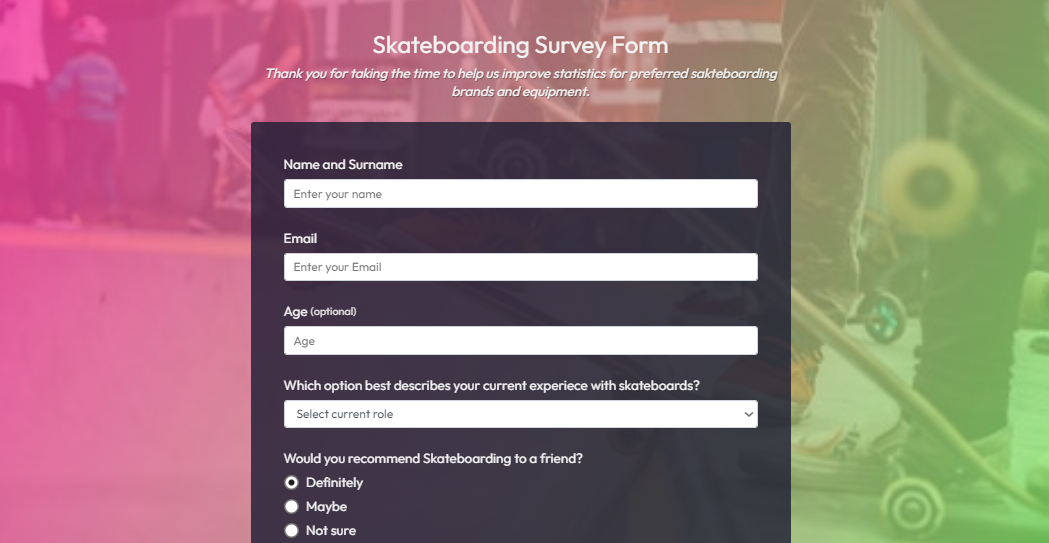 Skateboarding Survey Form
Thank you for taking the time to help us improve statistics for preferred sakteboarding
brands and equipment.
Name and Surname
Enter your name
Email
Enter your Email
Age (optional)
Age
Which option best describes your current experiece with skateboards?
Select current role
Would you recommend Skateboarding to a friend?
Definitely
Maybe
Not sure